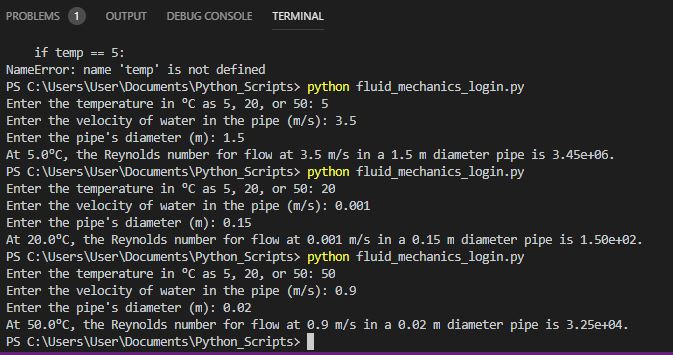 PROBLEMS 1 OUTPUT DEBUG CONSOLE TERMINAL
if temp == 5:
NameError: name 'temp' is not defined
PS C:\Users\User\Documents\Python_Scripts> python fluid_mechanics_login.py
Enter the temperature in °C as 5, 20, or 50: 5
Enter the velocity of water in the pipe (m/s): 3.5
Enter the pipe's diameter (m): 1.5
At 5.0°C, the Reynolds number for flow at 3.5 m/s in a 1.5 m diameter pipe is 3.45e+06.
PS C:\Users\User\Documents\Python_Scripts> python fluid_mechanics_login.py
Enter the temperature in °C as 5, 20, or 50: 20
Enter the velocity of water in the pipe (m/s): 0.001
Enter the pipe's diameter (m): 0.15
At 20.0°C, the Reynolds number for flow at 0.001 m/s in a 0.15 m diameter pipe is 1.50e+02.
PS C:\Users\User\Documents\Python_Scripts> python fluid_mechanics_login.py
Enter the temperature in °C as 5, 20, or 50: 50
Enter the velocity of water in the pipe (m/s): 0.9
Enter the pipe's diameter (m): 0.02
At 50.0°C, the Reynolds number for flow at 0.9 m/s in a 0.02 m diameter pipe is 3.25e+04.
PS C:\Users\User\Documents\Python_Scripts>